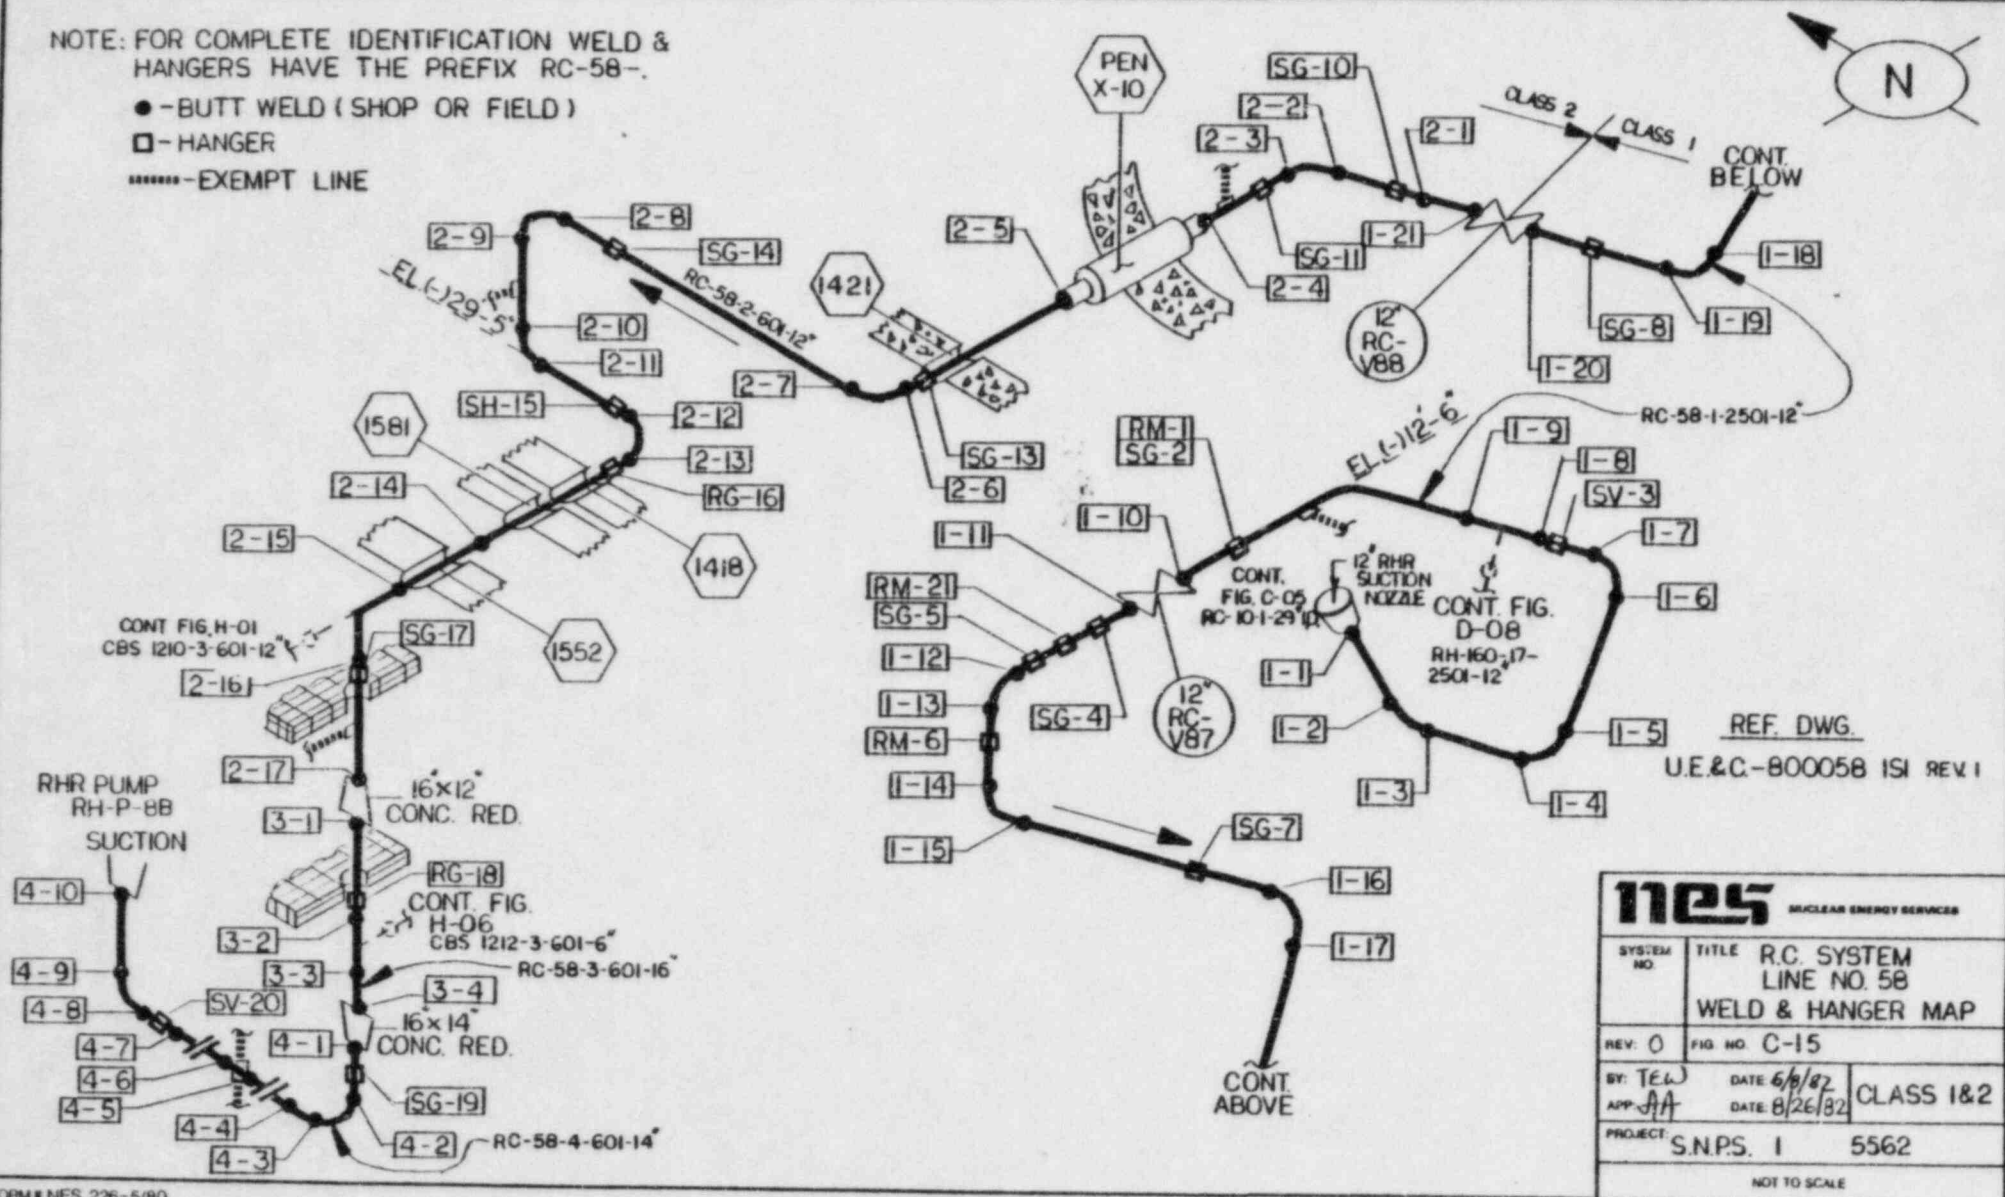 NOTE: FOR COMPLETE IDENTIFICATION WELD &
HANGERS HAVE THE PREFIX RC-58-.
-BUTT WELD (SHOP OR FIELD)
-HANGER
-EXEMPT LINE
PEN
X-10
SG-10
2-2
2-3
2-1
CLASS 2
CLASS 1
N
CONT.
BELOW
2-8
2-9
SG-14
EL.(-)29'-5"
RC-58-2-601-12"
1421
2-5
1-21
SG-11
2-4
1-18
12"
RC-
V88
SG-8
1-19
1-20
2-10
2-11
2-7
SH-15
2-12
1581
2-13
SG-13
2-6
RG-16
2-14
2-15
1418
1552
RM-1
SG-2
EL.(-)12'-6"
RC-58-1-2501-12"
1-9
1-8
SV-3
1-7
1-6
1-10
1-11
12" RHR
SUCTION
NOZZLE
CONT.
FIG. C-05
RC-10-1-29"
CONT. FIG.
D-08
RH-160-17-
2501-12"
RM-21
SG-5
1-12
1-13
SG-4
RM-6
1-14
1-15
12"
RC-
V87
1-1
1-2
1-3
1-4
1-5
REF. DWG.
U.E.&C.-800058 ISI REV. 1
CONT FIG. H-01
CBS 1210-3-601-12"
SG-17
2-16
2-17
16"x12"
CONC. RED.
3-1
RHR PUMP
RH-P-8B
SUCTION
RG-18
CONT. FIG.
H-06
CBS 1212-3-601-6"
3-2
3-3
RC-58-3-601-16"
3-4
16"x14"
CONC. RED.
4-1
SG-19
4-2
RC-58-4-601-14"
4-10
4-9
4-8
SV-20
4-7
4-6
4-5
4-4
4-3
SG-7
1-16
1-17
CONT.
ABOVE
nes NUCLEAR ENERGY SERVICES
SYSTEM
NO.
TITLE R.C. SYSTEM
LINE NO. 58
WELD & HANGER MAP
REV: 0
FIG. NO. C-15
BY: TEW DATE: 6/8/82
APP: AA DATE: 8/26/82
CLASS 1&2
PROJECT: S.N.P.S. 1 5562
NOT TO SCALE
FORM # NES 226-5/80